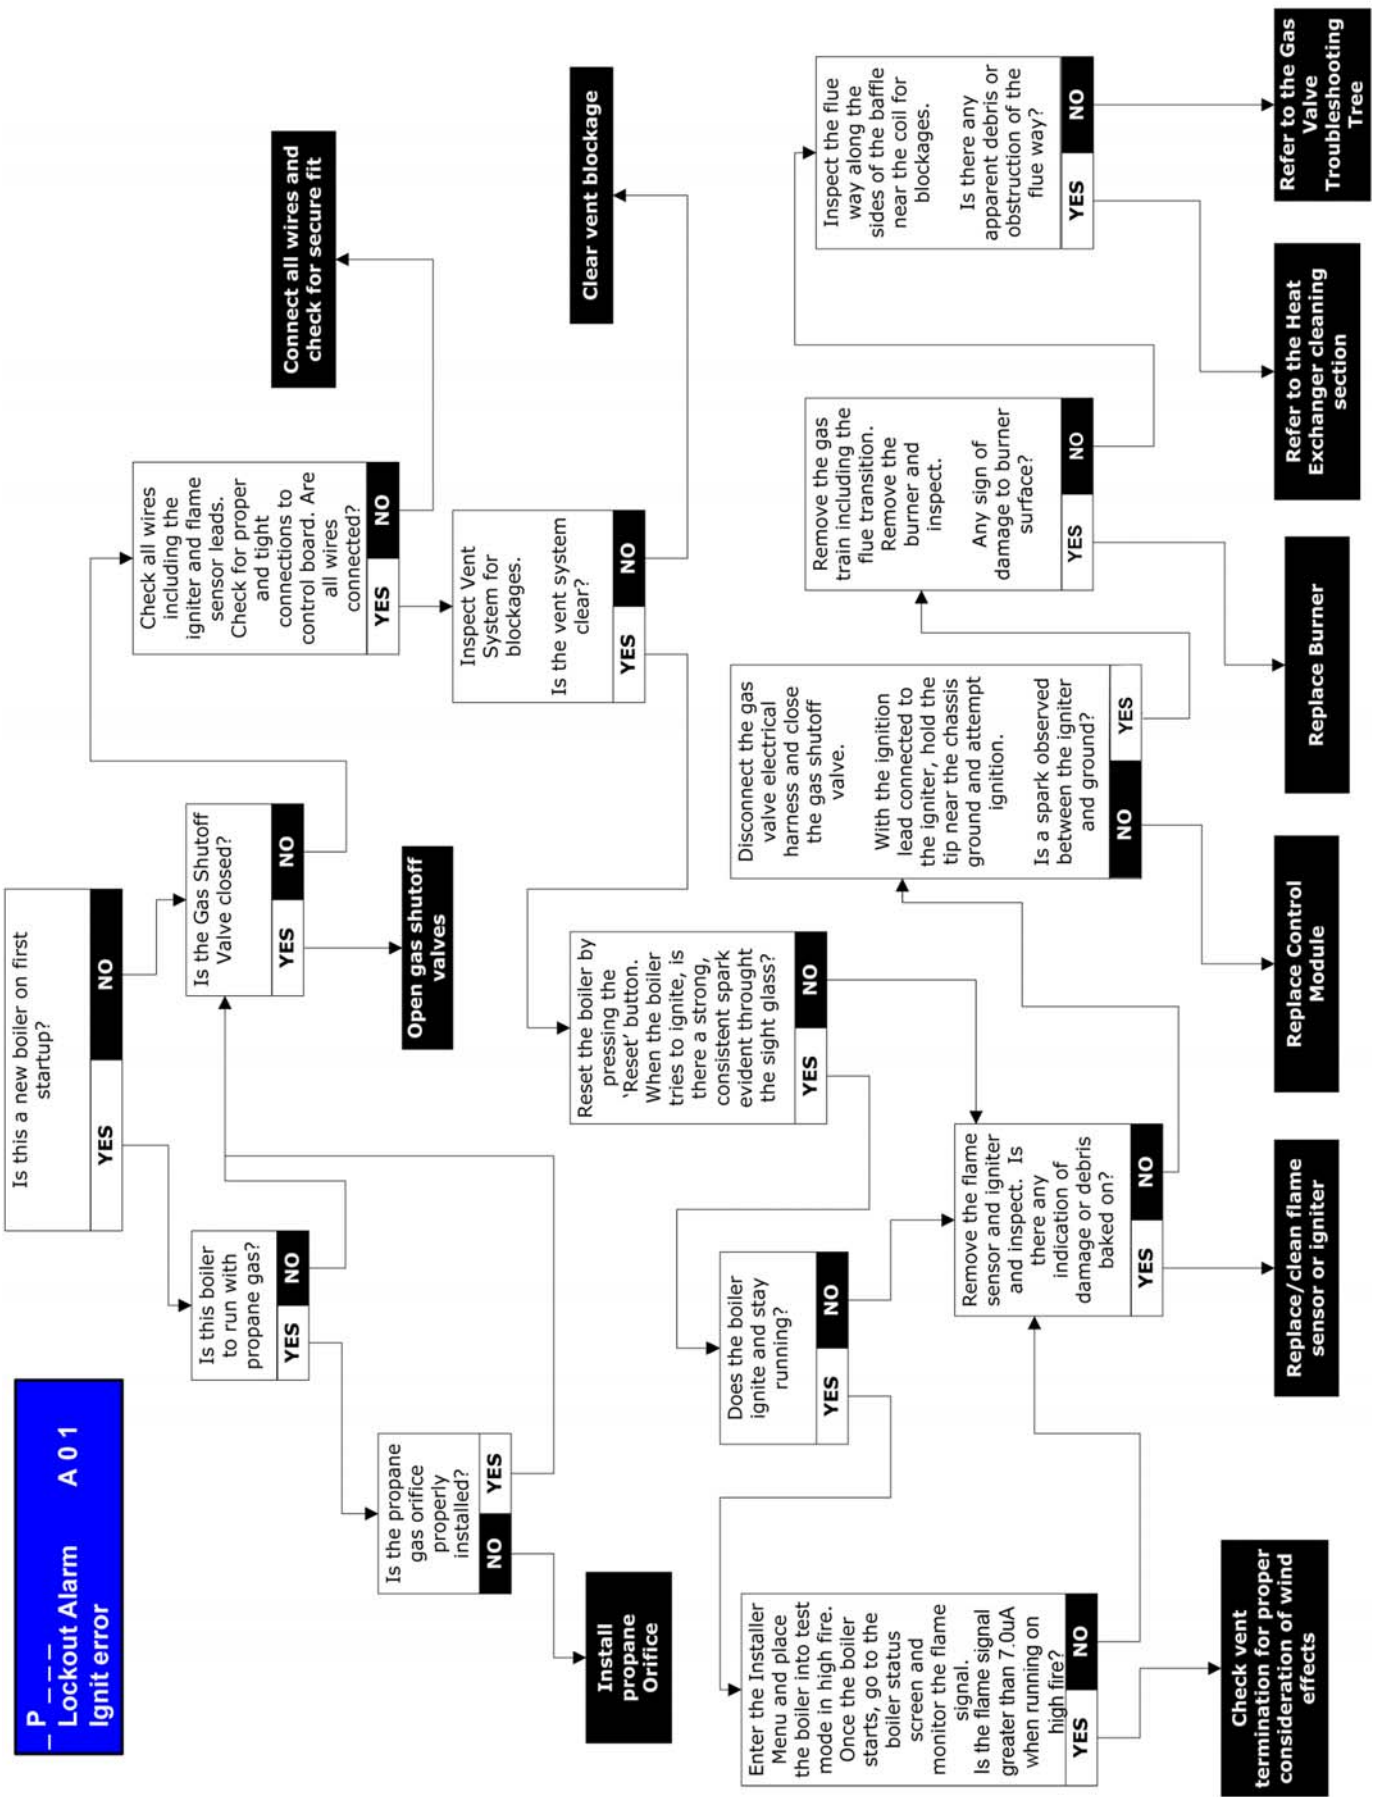 _ P _ _ _
Lockout Alarm A 0 1
Ignit error
Is this a new boiler on first
startup?
YES NO
Is this boiler
to run with
propane gas?
YES NO
Is the Gas Shutoff
Valve closed?
YES NO
Check all wires
including the
igniter and flame
sensor leads.
Check for proper
and tight
connections to
control board. Are
all wires
connected?
YES NO
Connect all wires and
check for secure fit
Is the propane
gas orifice
properly
installed?
NO YES
Open gas shutoff
valves
Inspect Vent
System for
blockages.
Is the vent system
clear?
YES NO
Clear vent blockage
Install
propane
Orifice
Reset the boiler by
pressing the
‘Reset’ button.
When the boiler
tries to ignite, is
there a strong,
consistent spark
evident throught
the sight glass?
YES NO
Does the boiler
ignite and stay
running?
YES NO
Enter the Installer
Menu and place
the boiler into test
mode in high fire.
Once the boiler
starts, go to the
boiler status
screen and
monitor the flame
signal.
Is the flame signal
greater than 7.0uA
when running on
high fire?
YES NO
Remove the flame
sensor and igniter
and inspect. Is
there any
indication of
damage or debris
baked on?
YES NO
Disconnect the gas
valve electrical
harness and close
the gas shutoff
valve.
With the ignition
lead connected to
the igniter, hold the
tip near the chassis
ground and attempt
ignition.
Is a spark observed
between the igniter
and ground?
NO YES
Remove the gas
train including the
flue transition.
Remove the
burner and
inspect.
Any sign of
damage to burner
surface?
YES NO
Inspect the flue
way along the
sides of the baffle
near the coil for
blockages.
Is there any
apparent debris or
obstruction of the
flue way?
YES NO
Check vent
termination for proper
consideration of wind
effects
Replace/clean flame
sensor or igniter
Replace Control
Module
Replace Burner
Refer to the Heat
Exchanger cleaning
section
Refer to the Gas
Valve
Troubleshooting
Tree